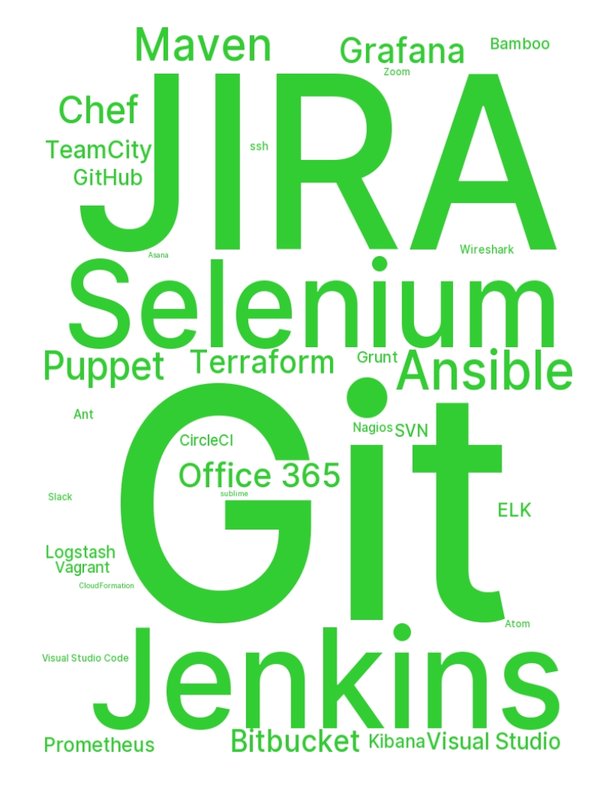 Maven
Grafana
Bamboo
Zoom
JIRA
Chef
TeamCity
ssh
GitHub
Wireshark
Asana
Selenium
Puppet
Terraform
Grunt
Ansible
Git
Ant
Nagios
SVN
CircleCI
Office 365
sublime
Slack
ELK
Logstash
Vagrant
CloudFormation
Atom
Jenkins
Visual Studio Code
Prometheus
Bitbucket
Kibana
Visual Studio